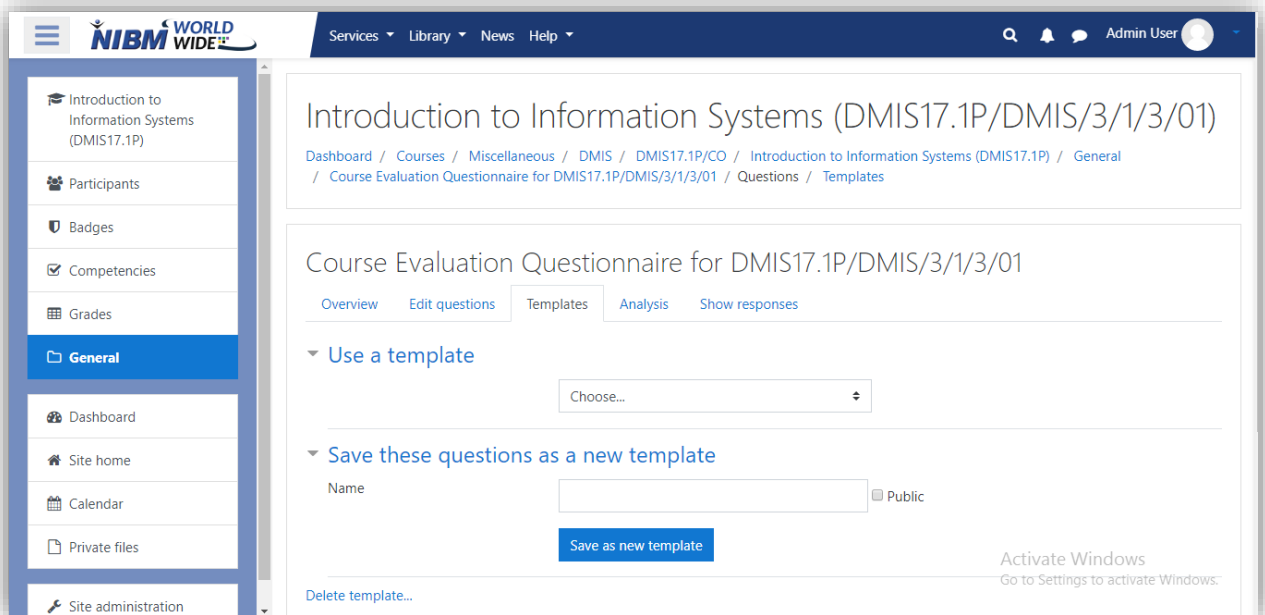 NIBM WORLD WIDE
Services Library News Help
Admin User
Introduction to
Information Systems
(DMIS17.1P)
Participants
Badges
Competencies
Grades
General
Dashboard
Site home
Calendar
Private files
Site administration
Introduction to Information Systems (DMIS17.1P/DMIS/3/1/3/01)
Dashboard / Courses / Miscellaneous / DMIS / DMIS17.1P/CO / Introduction to Information Systems (DMIS17.1P) / General
/ Course Evaluation Questionnaire for DMIS17.1P/DMIS/3/1/3/01 / Questions / Templates
Course Evaluation Questionnaire for DMIS17.1P/DMIS/3/1/3/01
Overview Edit questions Templates Analysis Show responses
Use a template
Choose...
Save these questions as a new template
Name
Public
Save as new template
Delete template...
Activate Windows
Go to Settings to activate Windows.